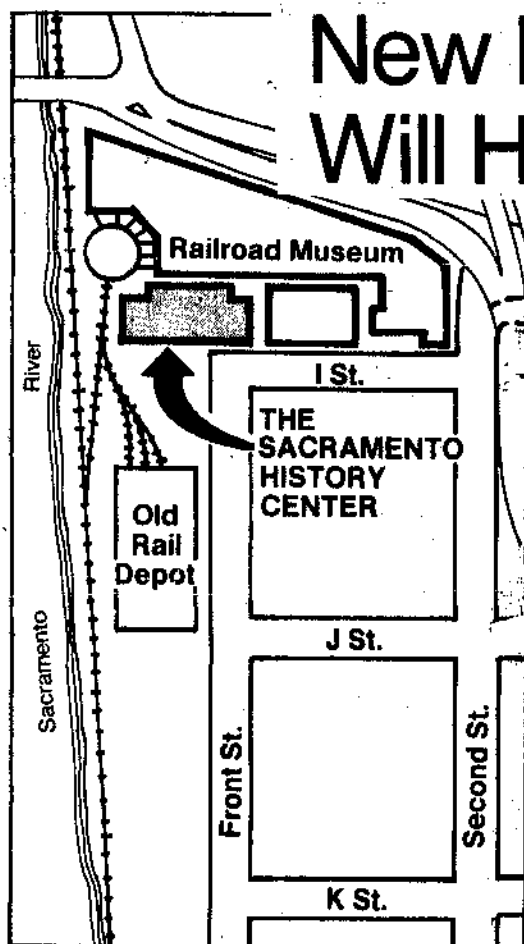 New
Will
Railroad Museum
I St.
THE
SACRAMENTO
HISTORY
CENTER
Old
Rail
Depot
J St.
Front St.
Second St.
K St.
Sacramento River